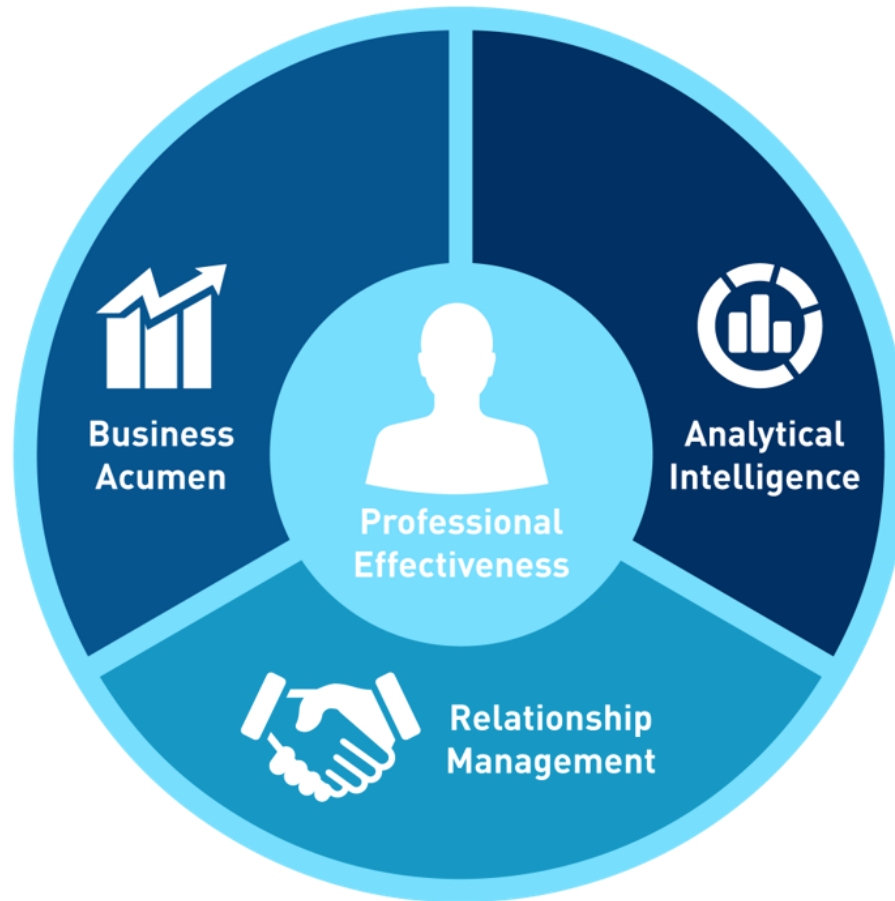 Business
Acumen
Analytical
Intelligence
Professional
Effectiveness
Relationship
Management